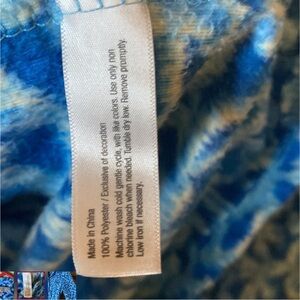 Made in China
100% Polyester / Exclusive of decoration
Machine wash cold gentle cycle, with like colors. Use only non
chlorine bleach when needed. Tumble dry low. Remove promptly.
Low iron if necessary.